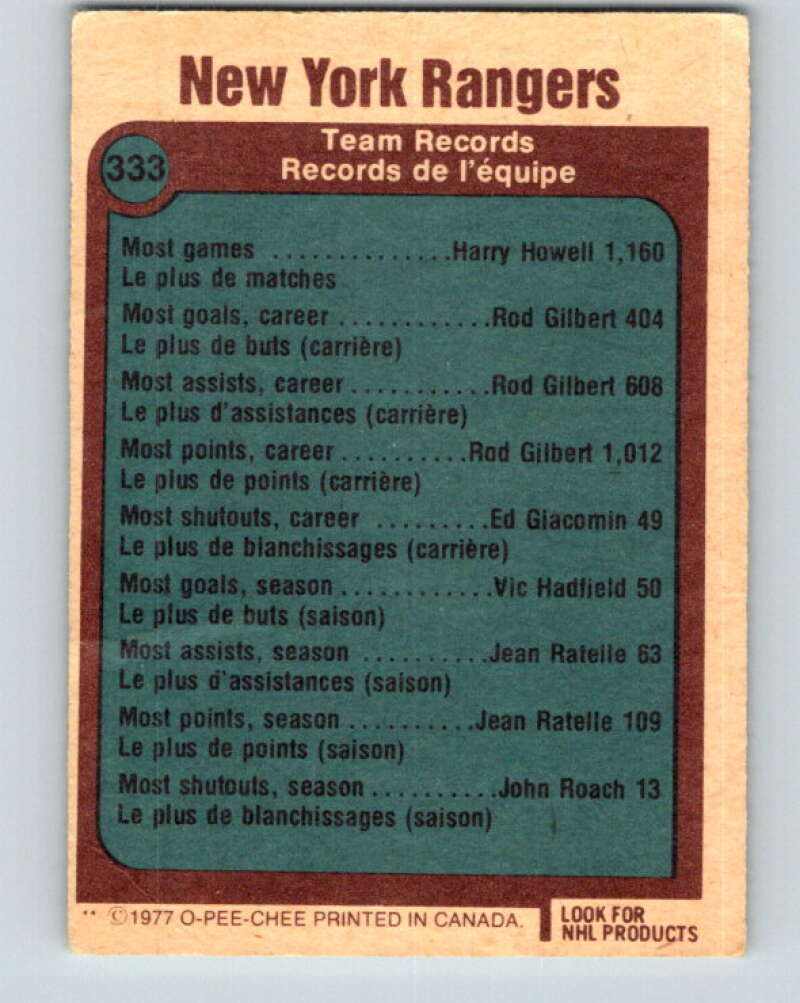 New York Rangers
333
Team Records
Records de l'équipe
Most games ..............Harry Howell 1,160
Le plus de matches
Most goals, career ............Rod Gilbert 404
Le plus de buts (carrière)
Most assists, career ...........Rod Gilbert 608
Le plus d'assistances (carrière)
Most points, career ..........Rod Gilbert 1,012
Le plus de points (carrière)
Most shutouts, career .........Ed Giacomin 49
Le plus de blanchissages (carrière)
Most goals, season ............Vic Hadfield 50
Le plus de buts (saison)
Most assists, season ..........Jean Ratelle 63
Le plus d'assistances (saison)
Most points, season ..........Jean Ratelle 109
Le plus de points (saison)
Most shutouts, season ..........John Roach 13
Le plus de blanchissages (saison)
** ©1977 O-PEE-CHEE PRINTED IN CANADA.
LOOK FOR
NHL PRODUCTS